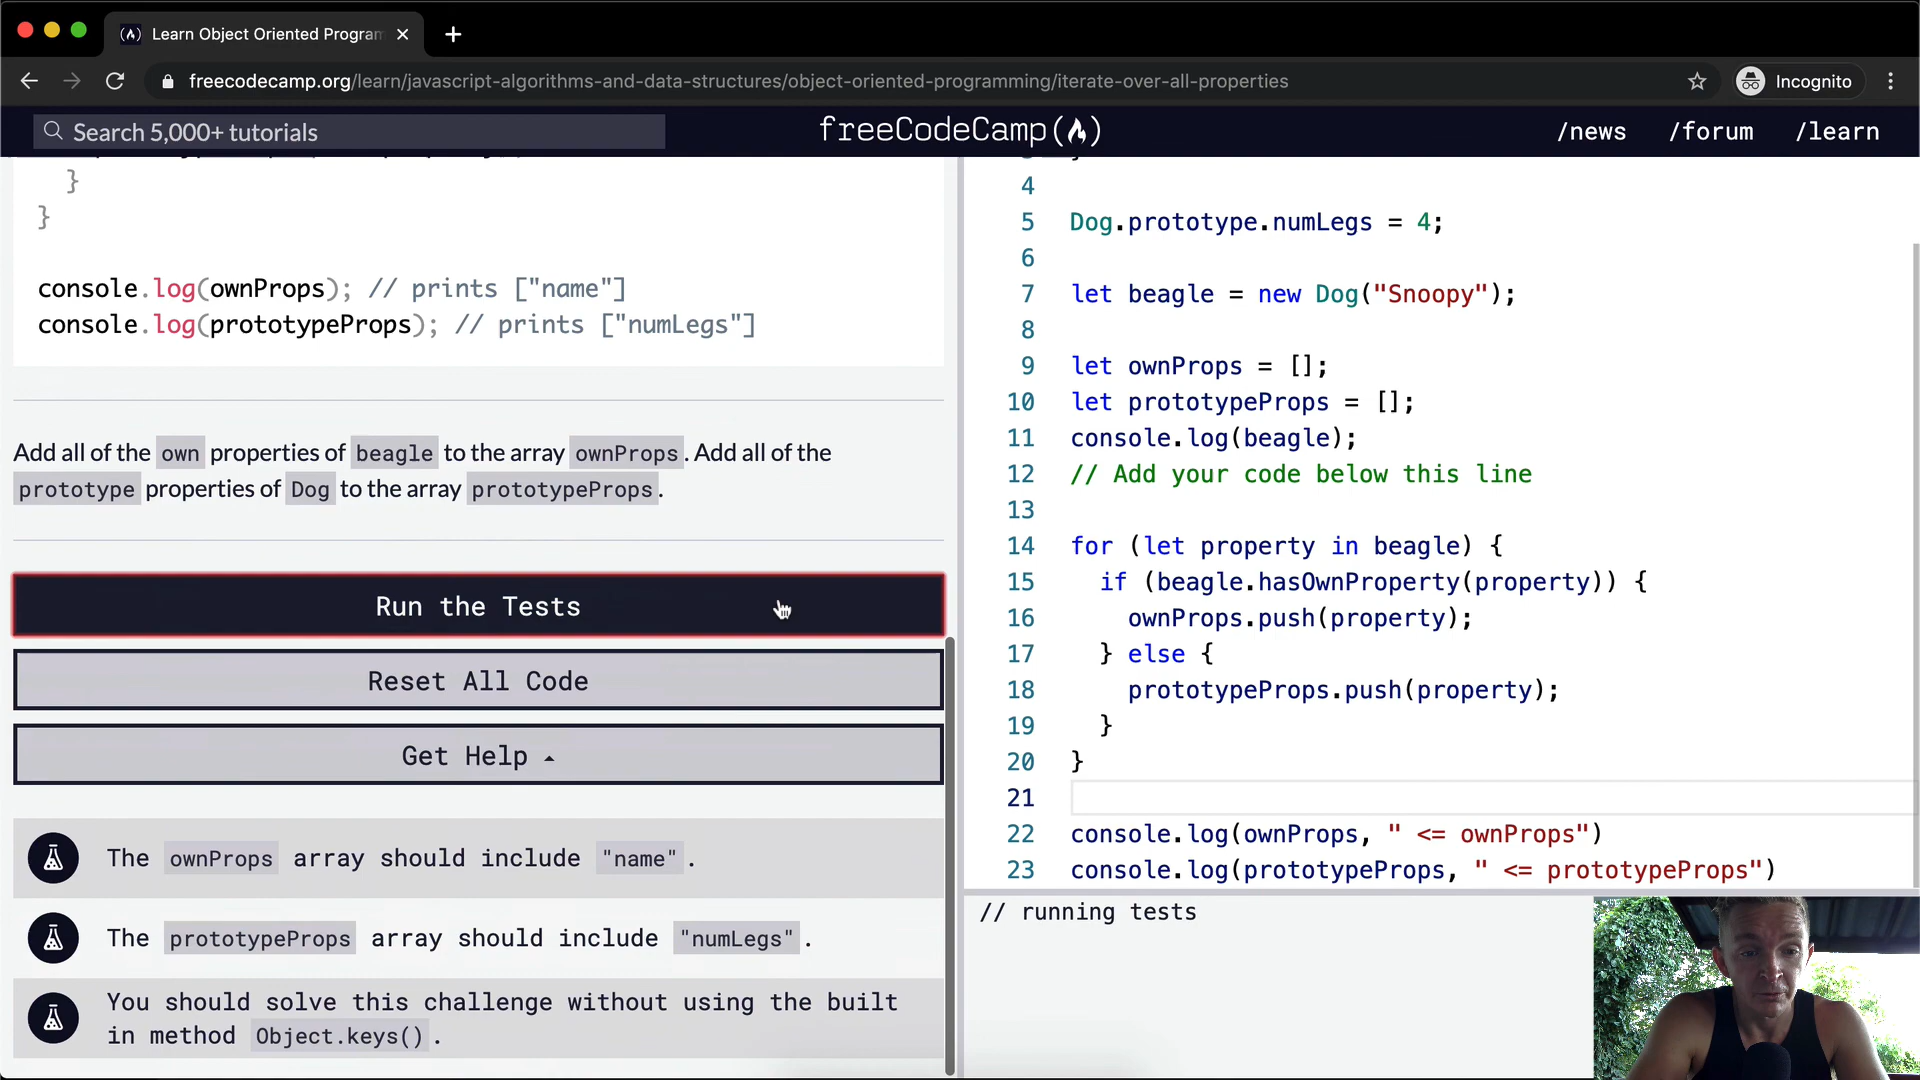 Learn Object Oriented Program
freecodecamp.org/learn/javascript-algorithms-and-data-structures/object-oriented-programming/iterate-over-all-properties
Incognito
Search 5,000+ tutorials
freeCodeCamp
/news
/forum
/learn
}
}
console.log(ownProps); // prints ["name"]
console.log(prototypeProps); // prints ["numLegs"]
Add all of the own properties of beagle to the array ownProps. Add all of the
prototype properties of Dog to the array prototypeProps.
Run the Tests
Reset All Code
Get Help
The ownProps array should include "name".
The prototypeProps array should include "numLegs".
You should solve this challenge without using the built
in method Object.keys().
4
5 Dog.prototype.numLegs = 4;
6
7 let beagle = new Dog("Snoopy");
8
9 let ownProps = [];
10 let prototypeProps = [];
11 console.log(beagle);
12 // Add your code below this line
13
14 for (let property in beagle) {
15 if (beagle.hasOwnProperty(property)) {
16 ownProps.push(property);
17 } else {
18 prototypeProps.push(property);
19 }
20 }
21
22 console.log(ownProps, " <= ownProps")
23 console.log(prototypeProps, " <= prototypeProps")
// running tests